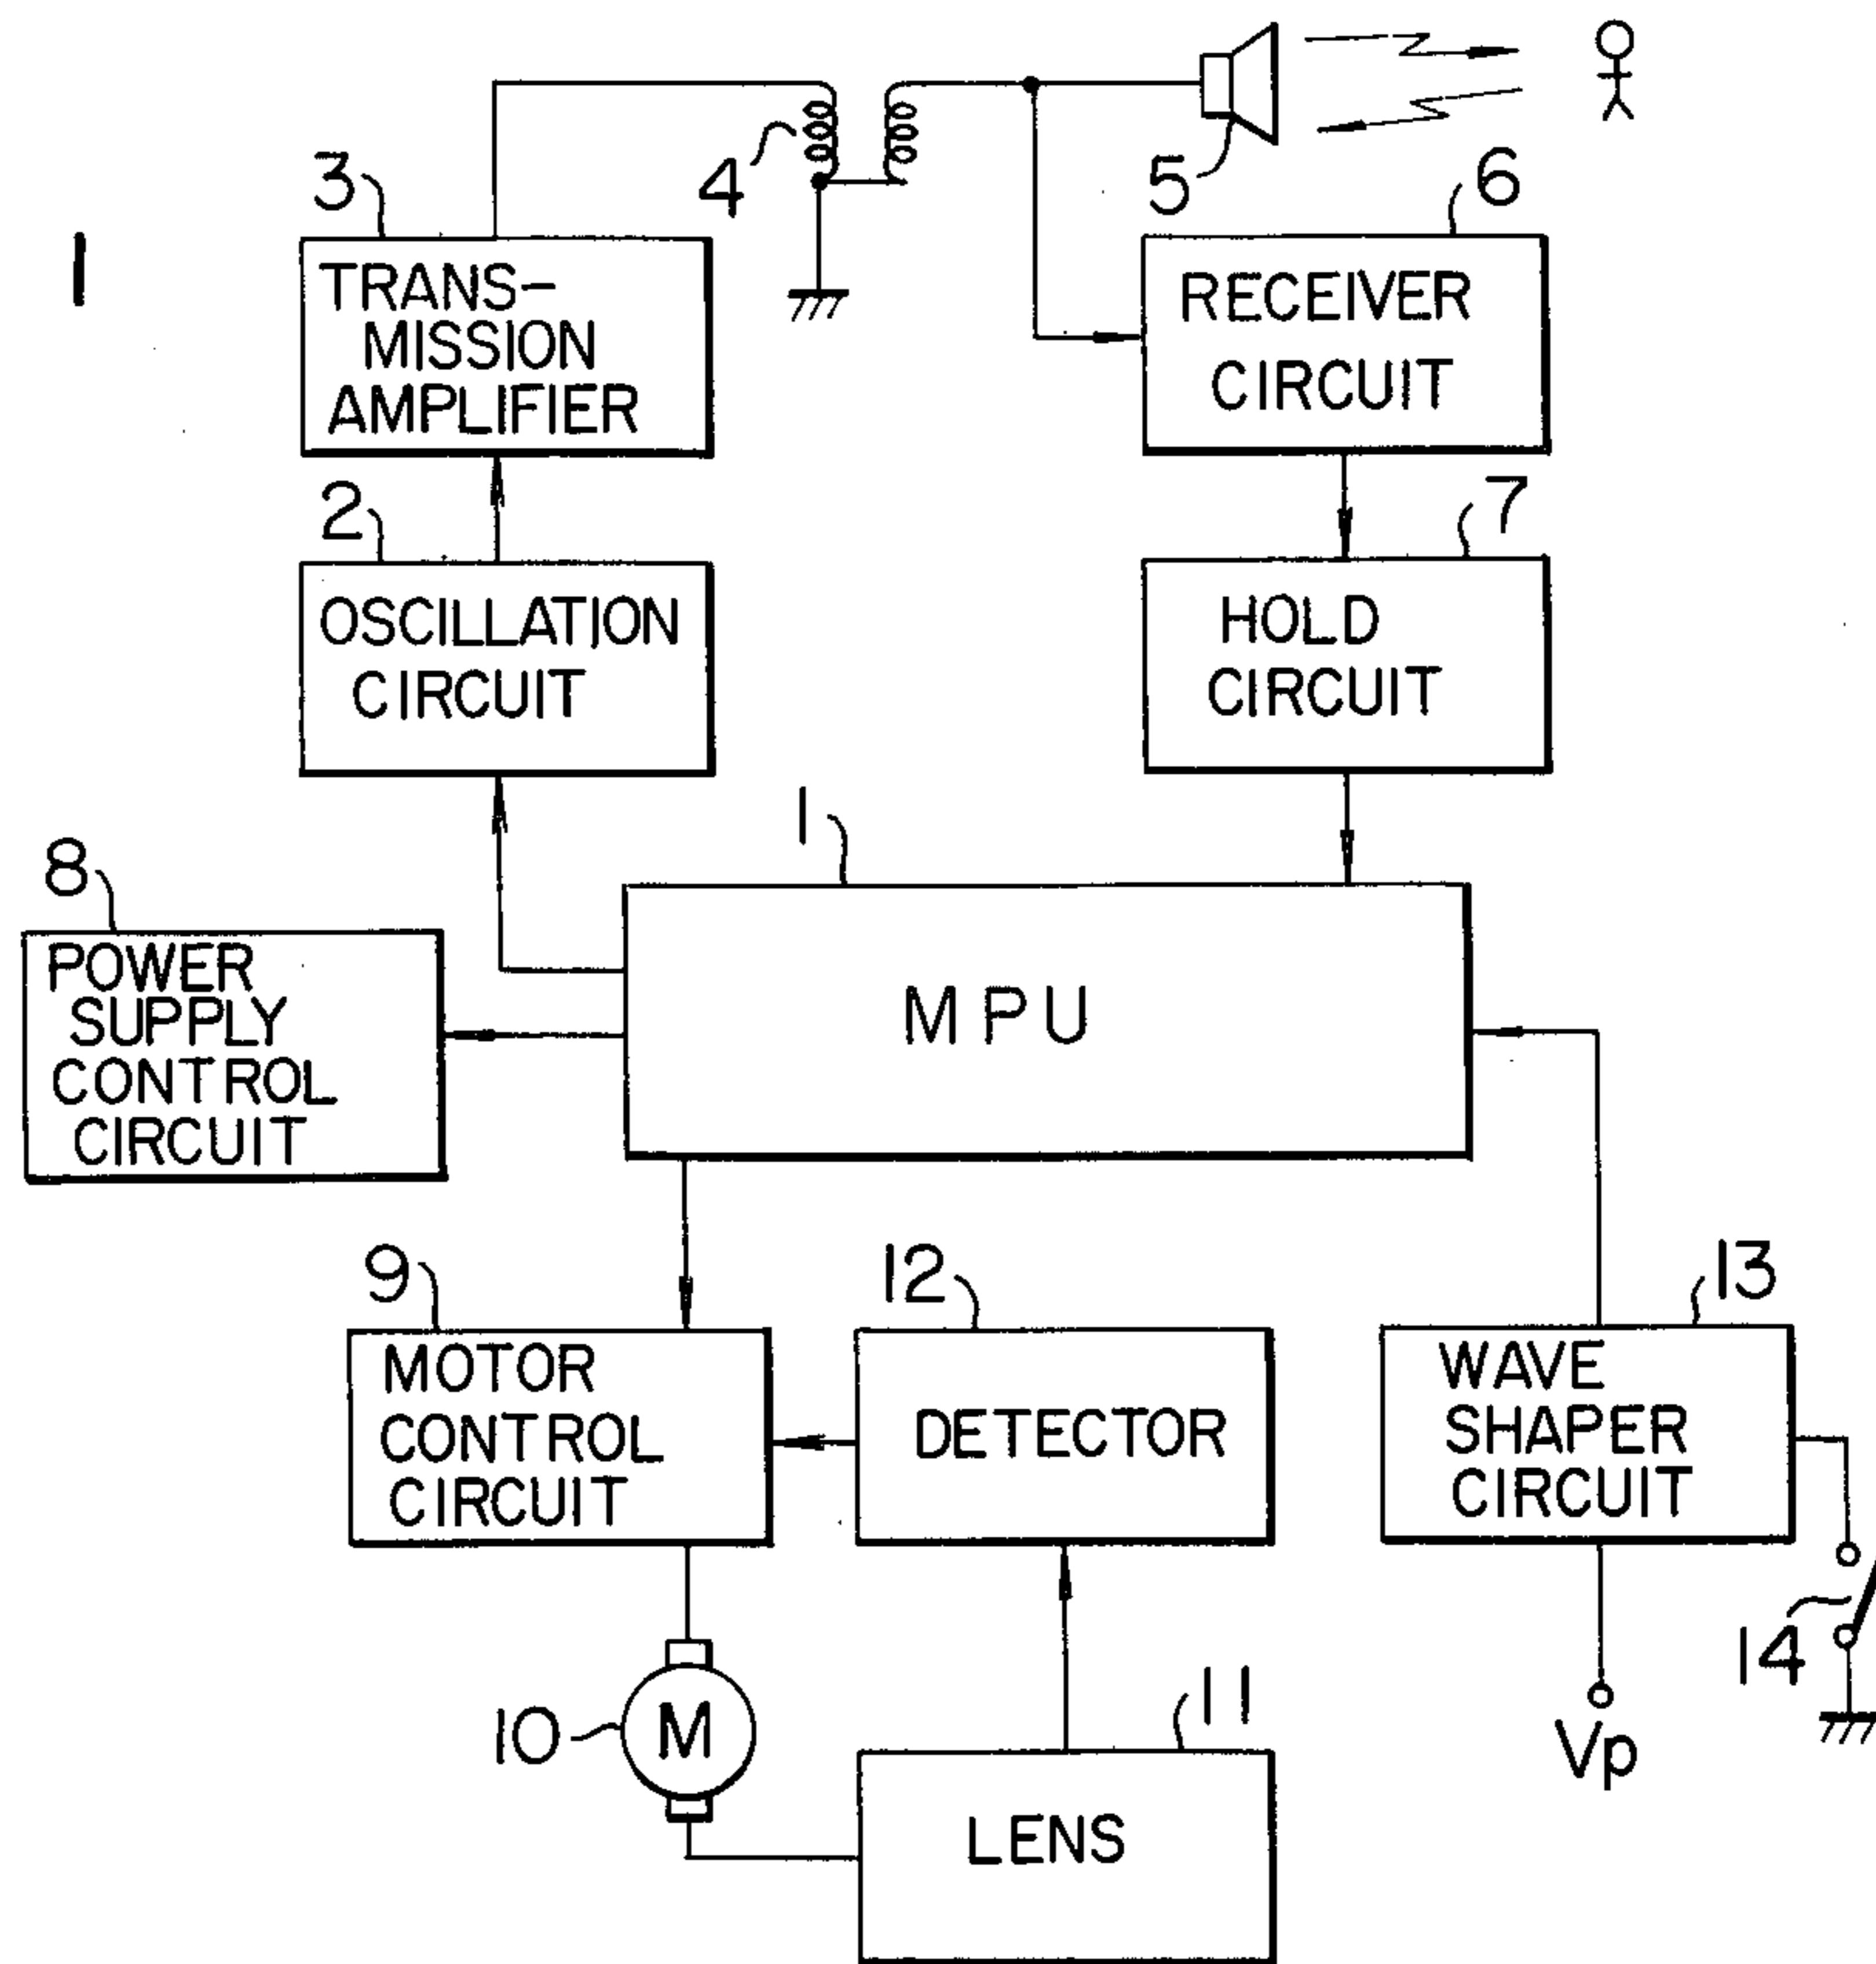 1
3
4
5
6
TRANS-
MISSION
AMPLIFIER
RECEIVER
CIRCUIT
2
7
OSCILLATION
CIRCUIT
HOLD
CIRCUIT
1
8
POWER
SUPPLY
CONTROL
CIRCUIT
MPU
9
12
13
MOTOR
CONTROL
CIRCUIT
DETECTOR
WAVE
SHAPER
CIRCUIT
14
10
M
11
Vp
LENS